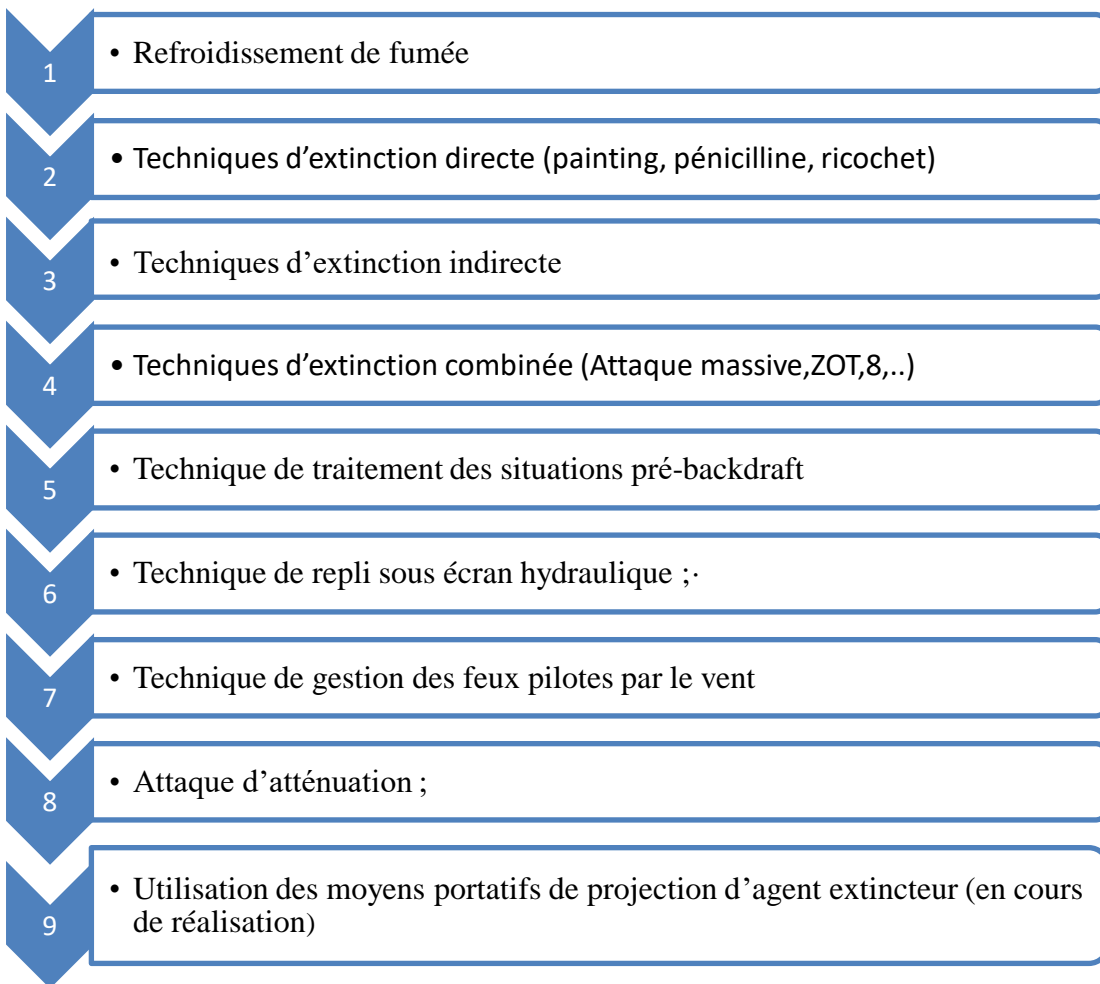 1
• Refroidissement de fumée
2
• Techniques d'extinction directe (painting, pénicilline, ricochet)
3
• Techniques d’extinction indirecte
4
• Techniques d'extinction combinée (Attaque massive,ZOT,8,..)
5
• Technique de traitement des situations pré-backdraft
6
• Technique de repli sous écran hydraulique ;·
7
• Technique de gestion des feux pilotes par le vent
8
• Attaque d’atténuation ;
9
• Utilisation des moyens portatifs de projection d’agent extincteur (en cours
de réalisation)